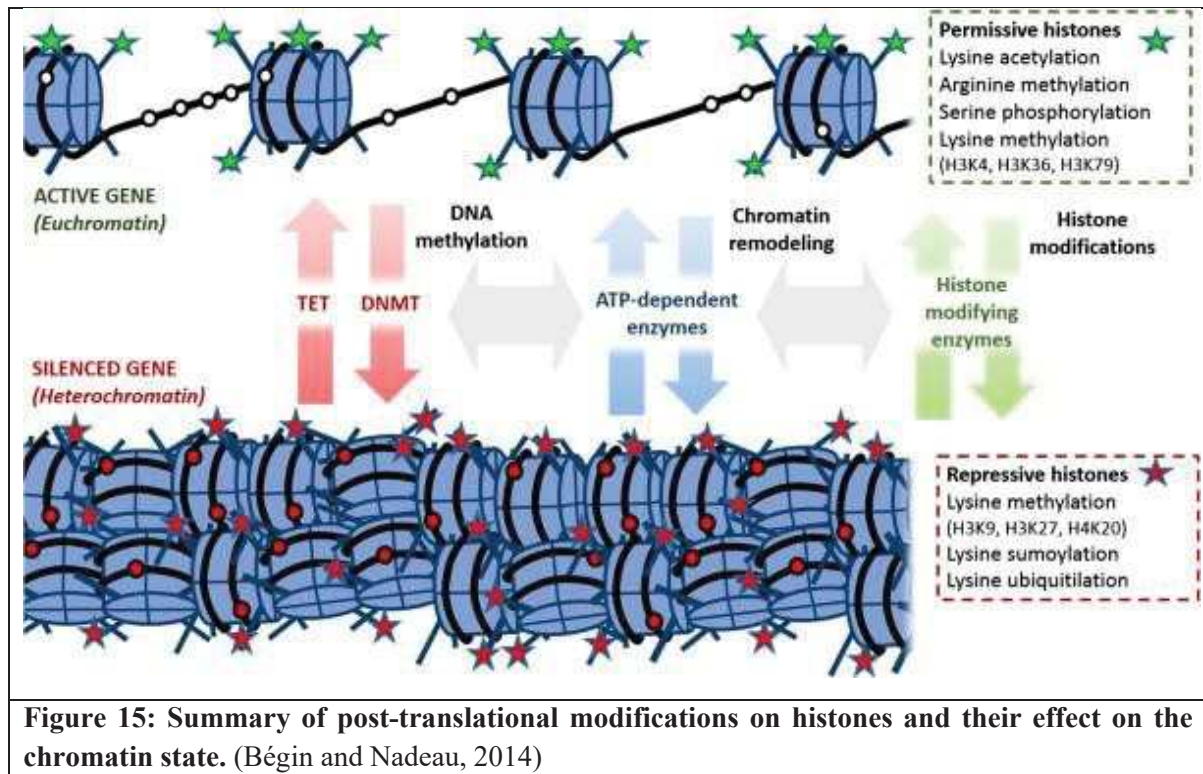 Permissive histones
Lysine acetylation
Arginine methylation
Serine phosphorylation
Lysine methylation
(H3K4, H3K36, H3K79)
ACTIVE GENE
(Euchromatin)
DNA
methylation
Chromatin
remodeling
Histone
modifications
TET
DNMT
ATP-dependent
enzymes
Histone
modifying
enzymes
SILENCED GENE
(Heterochromatin)
Repressive histones
Lysine methylation
(H3K9, H3K27, H4K20)
Lysine sumoylation
Lysine ubiquitilation
Figure 15: Summary of post-translational modifications on histones and their effect on the
chromatin state. (Bégin and Nadeau, 2014)